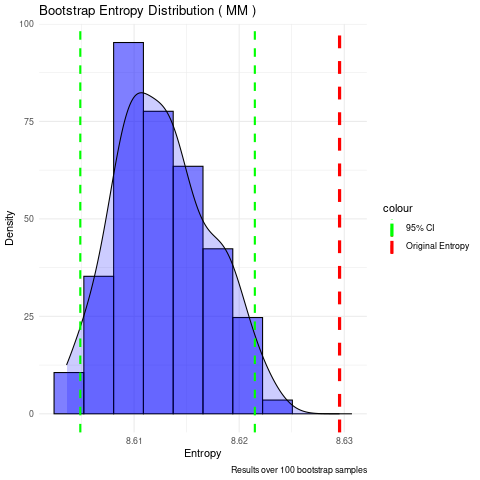 Bootstrap Entropy Distribution ( MM )
100
75
50
25
0
Density
8.61
8.62
8.63
Entropy
colour
95% CI
Original Entropy
Results over 100 bootstrap samples